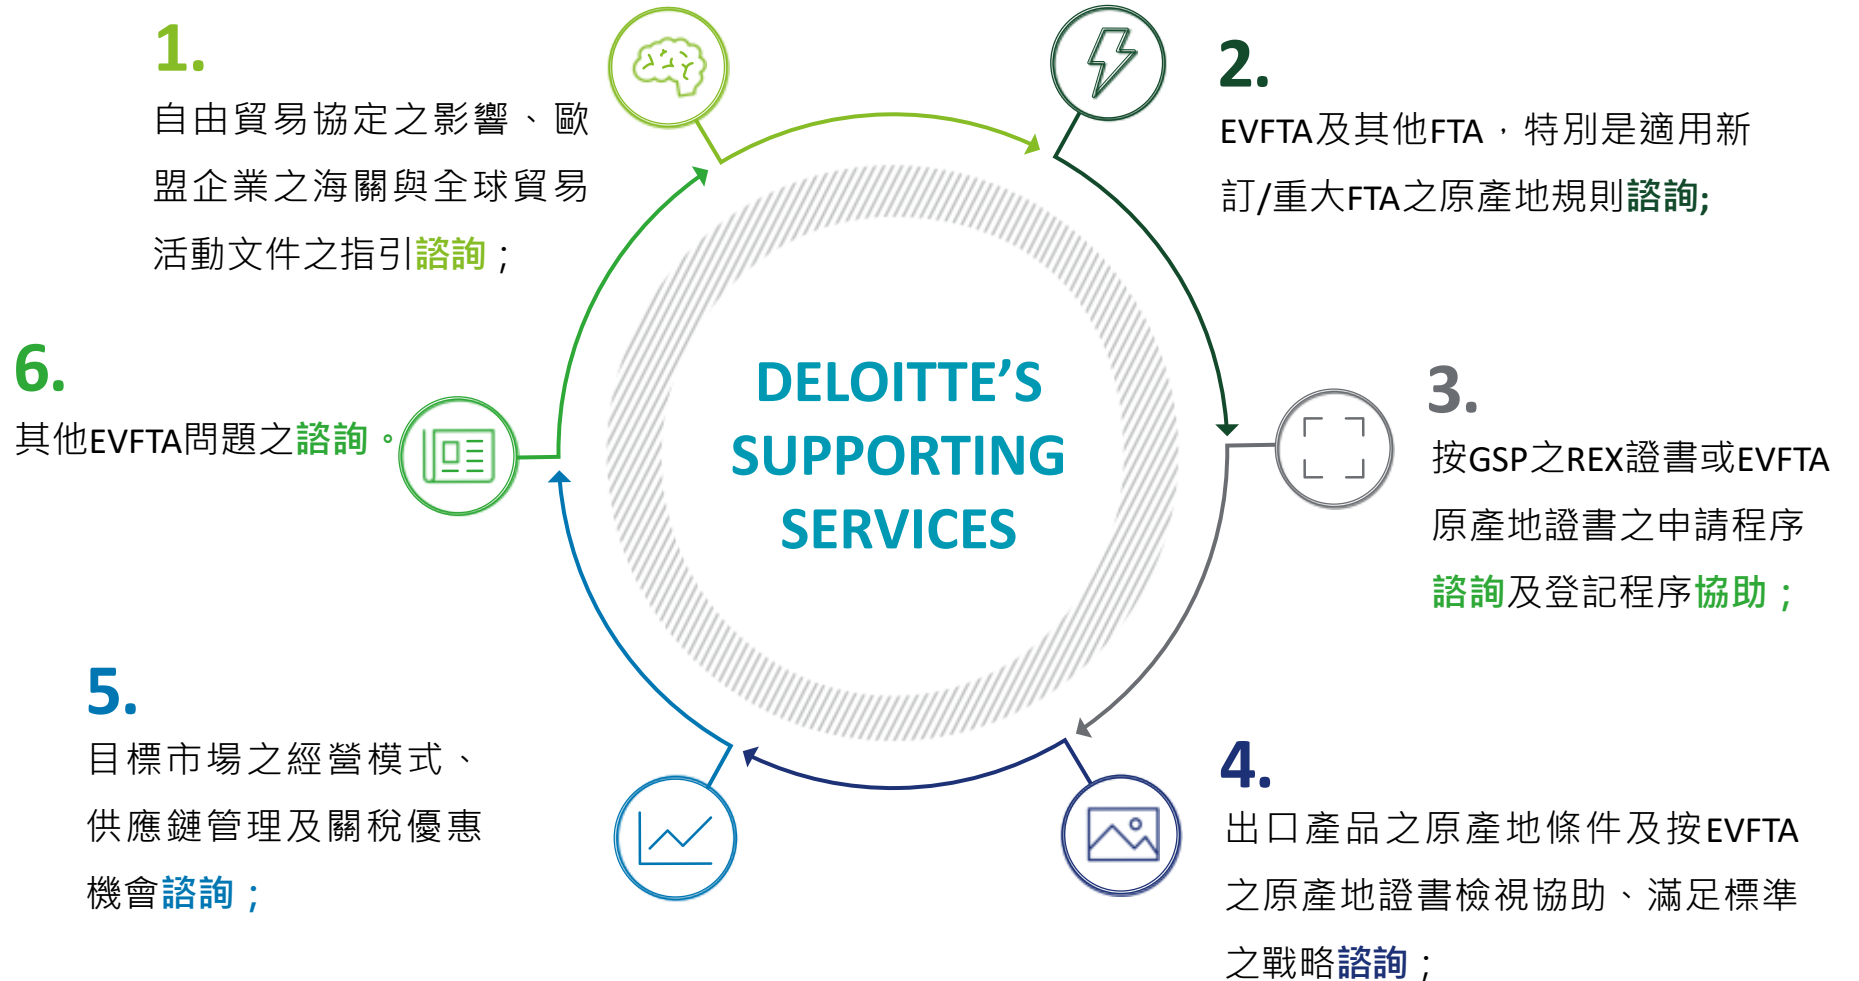 1.
自由貿易協定之影響、歐
盟企業之海關與全球貿易
活動文件之指引諮詢；
2.
EVFTA及其他FTA，特別是適用新
訂/重大FTA之原產地規則諮詢;
3.
按GSP之REX證書或EVFTA
原產地證書之申請程序
諮詢及登記程序協助；
4.
出口產品之原產地條件及按EVFTA
之原產地證書檢視協助、滿足標準
之戰略諮詢；
5.
目標市場之經營模式、
供應鏈管理及關稅優惠
機會諮詢；
6.
其他EVFTA問題之諮詢。
DELOITTE’S
SUPPORTING
SERVICES